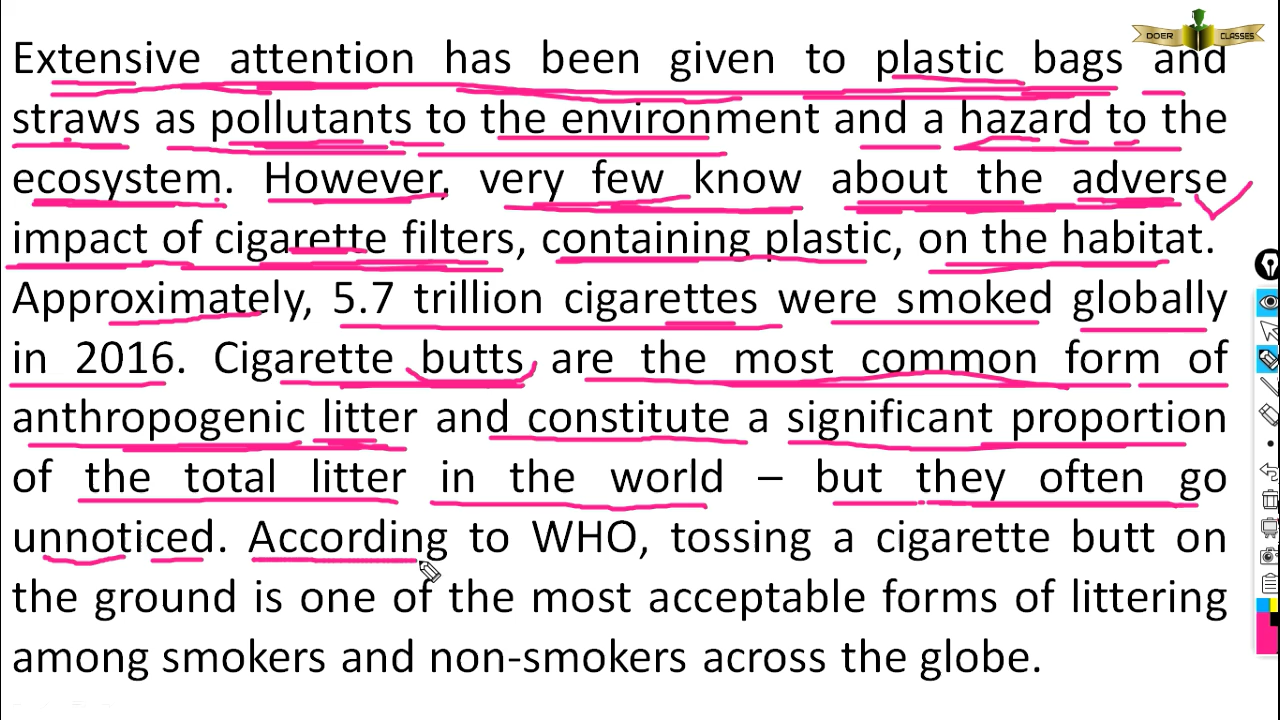 DOER CLASSES
Extensive attention has been given to plastic bags and
straws as pollutants to the environment and a hazard to the
ecosystem. However, very few know about the adverse
impact of cigarette filters, containing plastic, on the habitat.
Approximately, 5.7 trillion cigarettes were smoked globally
in 2016. Cigarette butts are the most common form of
anthropogenic litter and constitute a significant proportion
of the total litter in the world – but they often go
unnoticed. According to WHO, tossing a cigarette butt on
the ground is one of the most acceptable forms of littering
among smokers and non-smokers across the globe.